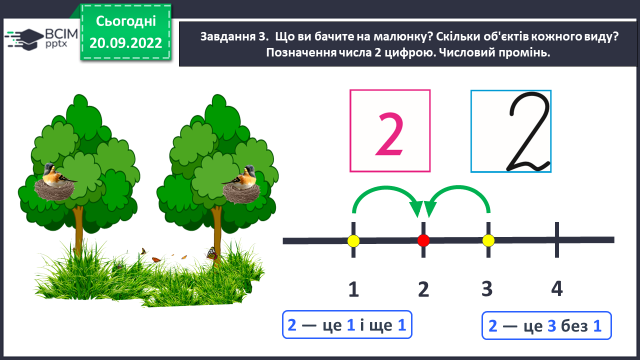 Сьогодні
20.09.2022
BCIM
pptx
Завдання 3. Що ви бачите на малюнку? Скільки об'єктів кожного виду?
Позначення числа 2 цифрою. Числовий промінь.
2
2
1 2 3 4
2 — це 1 і ще 1
2 — це 3 без 1